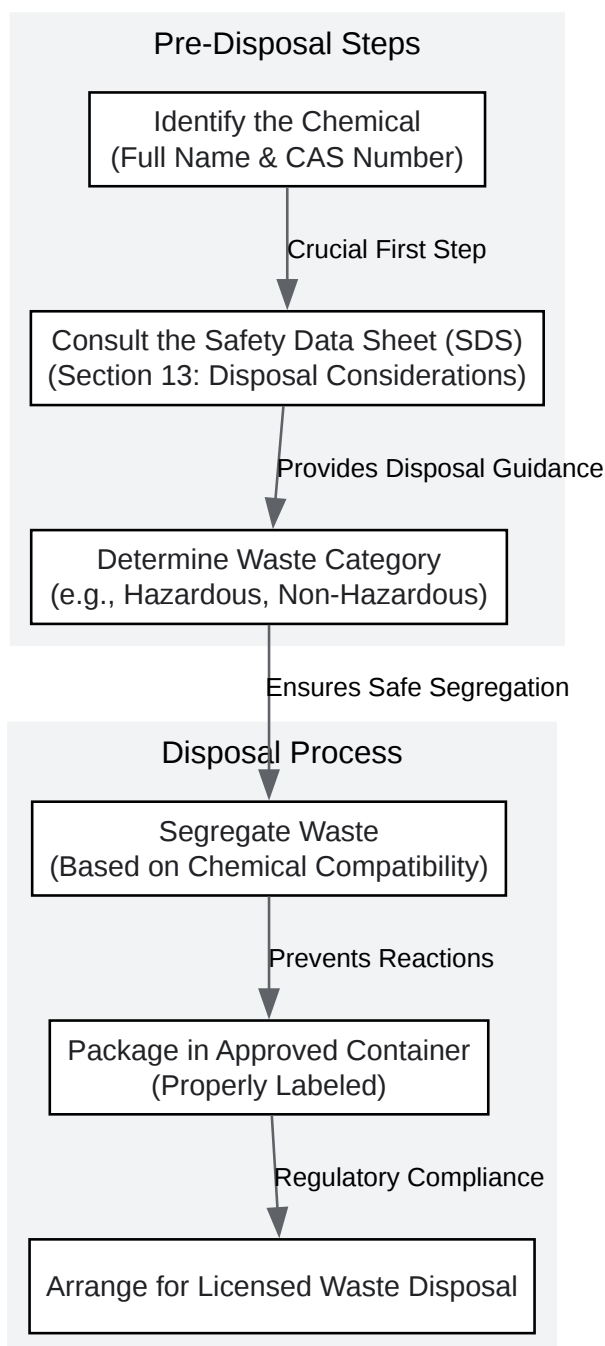 Pre-Disposal Steps
Identify the Chemical
(Full Name & CAS Number)
Crucial First Step
Consult the Safety Data Sheet (SDS)
(Section 13: Disposal Considerations)
Provides Disposal Guidance
Determine Waste Category
(e.g., Hazardous, Non-Hazardous)
Ensures Safe Segregation
Disposal Process
Segregate Waste
(Based on Chemical Compatibility)
Prevents Reactions
Package in Approved Container
(Properly Labeled)
Regulatory Compliance
Arrange for Licensed Waste Disposal